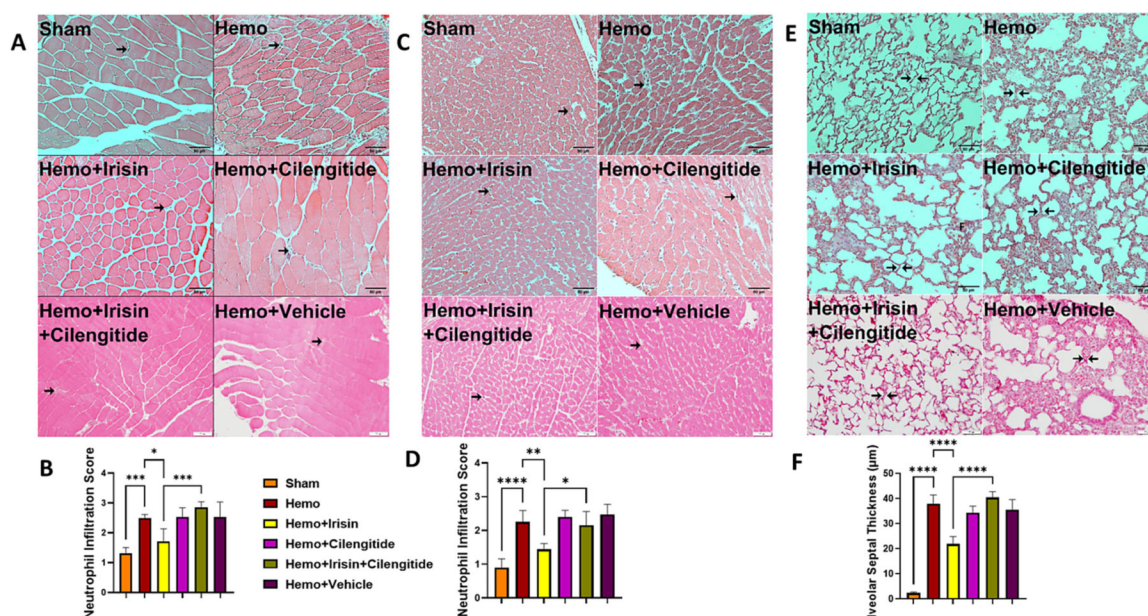 A
Sham
Hemo
Hemo+Irisin
Hemo+Cilengitide
Hemo+Irisin
+Cilengitide
Hemo+Vehicle
C
Sham
Hemo
Hemo+Irisin
Hemo+Cilengitide
Hemo+Irisin
+Cilengitide
Hemo+Vehicle
E
Sham
Hemo
Hemo+Irisin
Hemo+Cilengitide
Hemo+Irisin
+Cilengitide
Hemo+Vehicle
B
Neutrophil Infiltration Score
4
3
2
1
0
***
*
***
Sham
Hemo
Hemo+Irisin
Hemo+Cilengitide
Hemo+Irisin+Cilengitide
Hemo+Vehicle
D
Neutrophil Infiltration Score
4
3
2
1
0
****
**
*
F
lveolar Septal Thickness (µm)
50
40
30
20
10
0
****
****
****